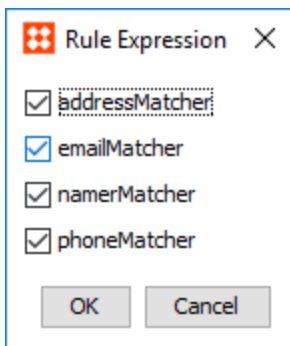 Rule Expression
addressMatcher
emailMatcher
namerMatcher
phoneMatcher
OK Cancel